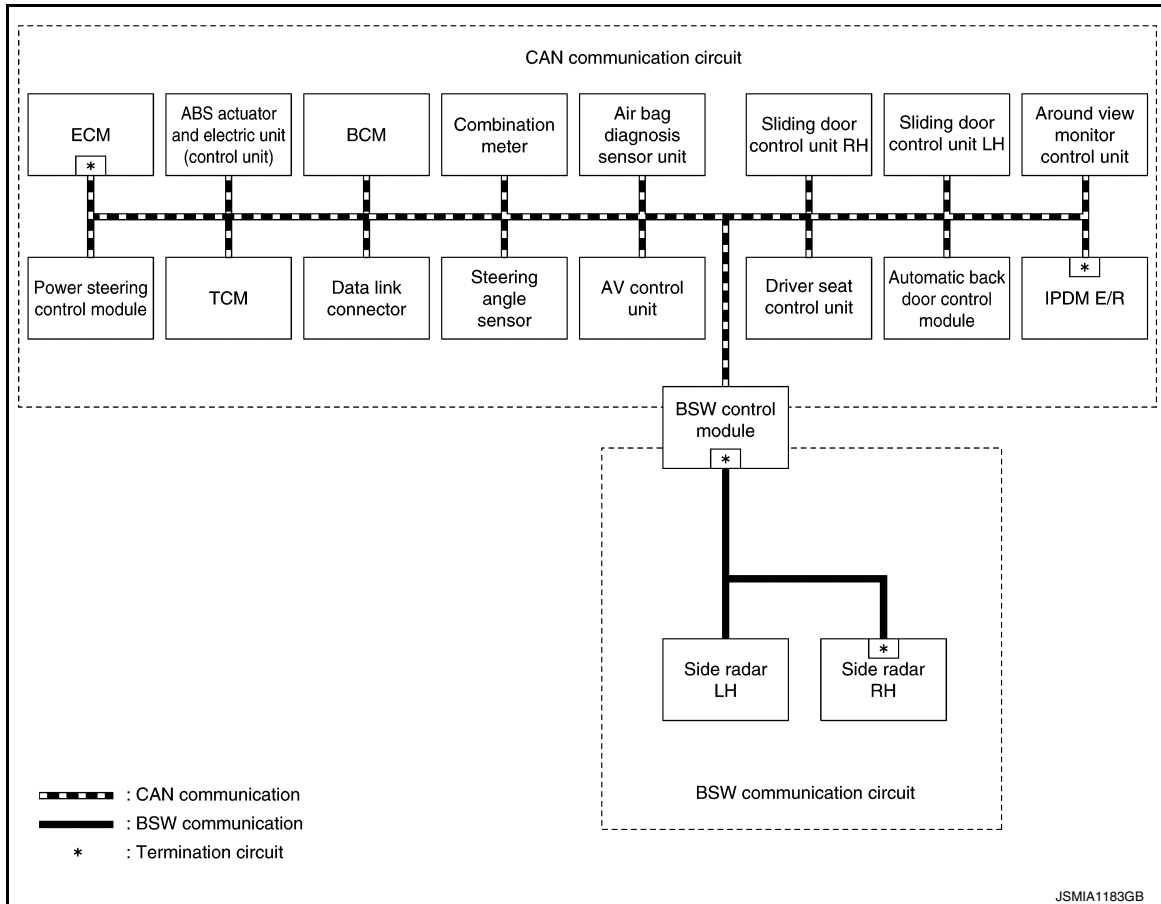 CAN communication circuit
ECM
*
ABS actuator
and electric unit
(control unit)
BCM
Combination
meter
Air bag
diagnosis
sensor unit
Sliding door
control unit RH
Sliding door
control unit LH
Around view
monitor
control unit
Power steering
control module
TCM
Data link
connector
Steering
angle
sensor
AV control
unit
Driver seat
control unit
Automatic back
door control
module
*
IPDM E/R
BSW control
module
*
Side radar
LH
*
Side radar
RH
BSW communication circuit
: CAN communication
: BSW communication
* : Termination circuit
JSMIA1183GB